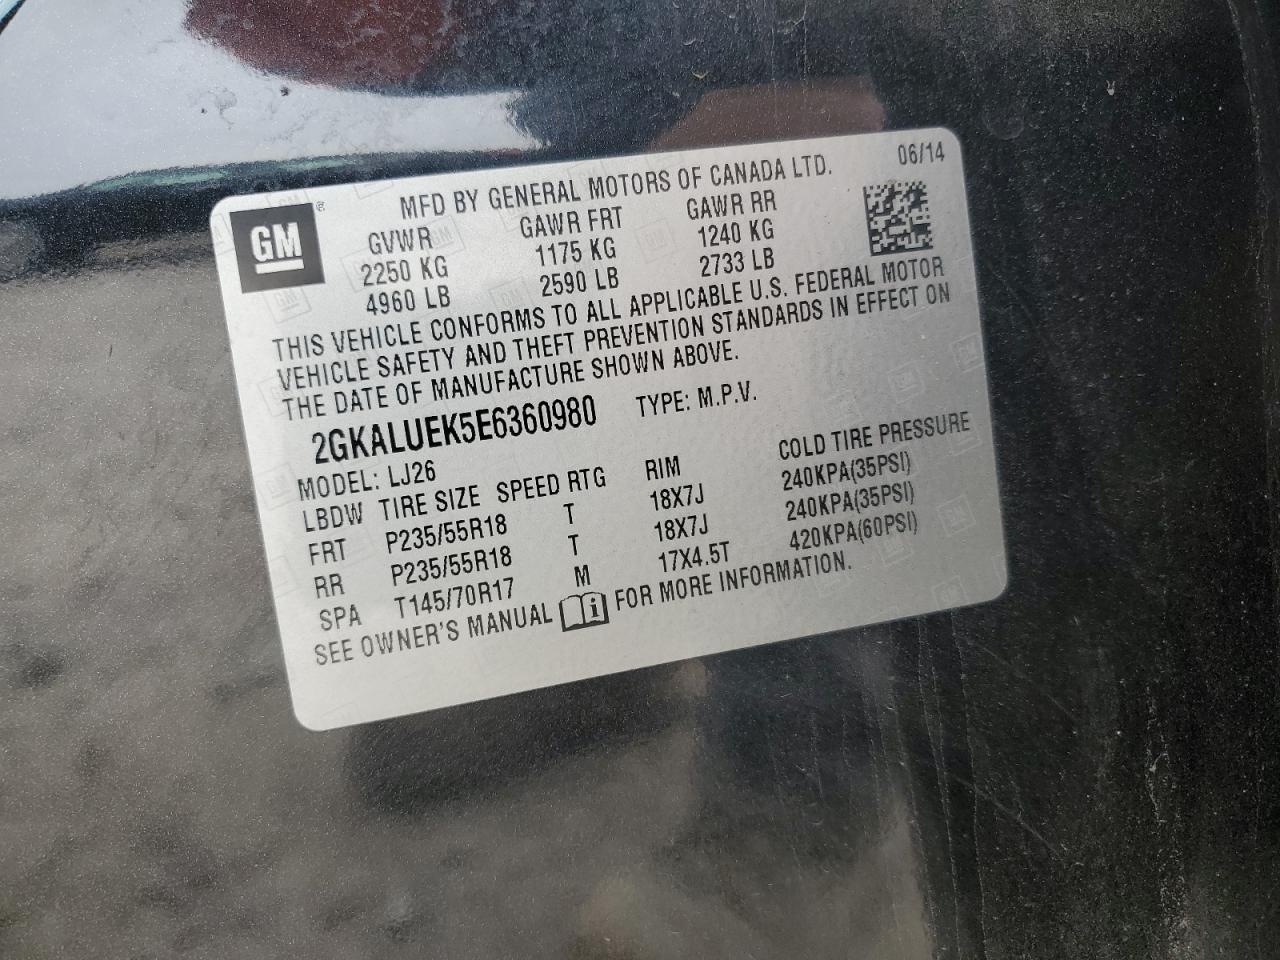 GM ®
MFD BY GENERAL MOTORS OF CANADA LTD. 06/14
GVWR GAWR FRT GAWR RR
2250 KG 1175 KG 1240 KG
4960 LB 2590 LB 2733 LB
THIS VEHICLE CONFORMS TO ALL APPLICABLE U.S. FEDERAL MOTOR
VEHICLE SAFETY AND THEFT PREVENTION STANDARDS IN EFFECT ON
THE DATE OF MANUFACTURE SHOWN ABOVE.
2GKALUEK5E6360980 TYPE: M.P.V.
MODEL: LJ26
LBDW TIRE SIZE SPEED RTG RIM COLD TIRE PRESSURE
FRT P235/55R18 T 18X7J 240KPA(35PSI)
RR P235/55R18 T 18X7J 240KPA(35PSI)
SPA T145/70R17 M 17X4.5T 420KPA(60PSI)
SEE OWNER'S MANUAL i FOR MORE INFORMATION.